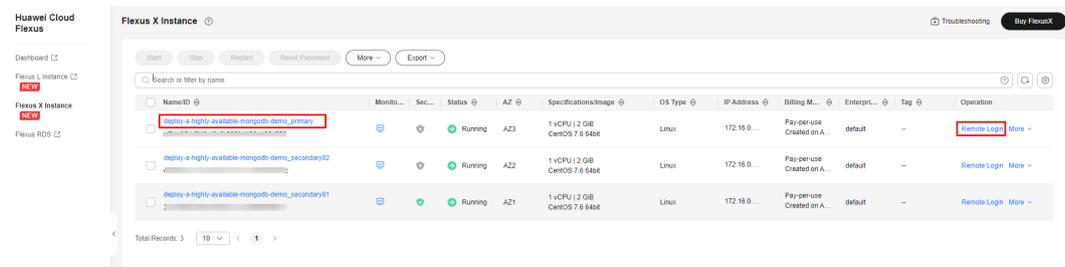 Huawei Cloud
Flexus
Dashboard
Flexus L Instance
NEW
Flexus X Instance
NEW
Flexus RDS
Flexus X Instance
Troubleshooting
Buy FlexusX
Start Stop Restart Reset Password More Export
Search or filter by name.
Name/ID Monito... Sec... Status AZ Specifications/Image OS Type IP Address Billing M... Enterpri... Tag Operation
deploy-a-highly-available-mongodb-demo_primary
Running AZ3 1 vCPU | 2 GiB
CentOS 7.6 64bit
Linux 172.16.0.... Pay-per-use
Created on A...
default -- Remote Login More
deploy-a-highly-available-mongodb-demo_secondary02
Running AZ2 1 vCPU | 2 GiB
CentOS 7.6 64bit
Linux 172.16.0.... Pay-per-use
Created on A...
default -- Remote Login More
deploy-a-highly-available-mongodb-demo_secondary01
Running AZ1 1 vCPU | 2 GiB
CentOS 7.6 64bit
Linux 172.16.0.... Pay-per-use
Created on A...
default -- Remote Login More
Total Records: 3 10 < 1 >